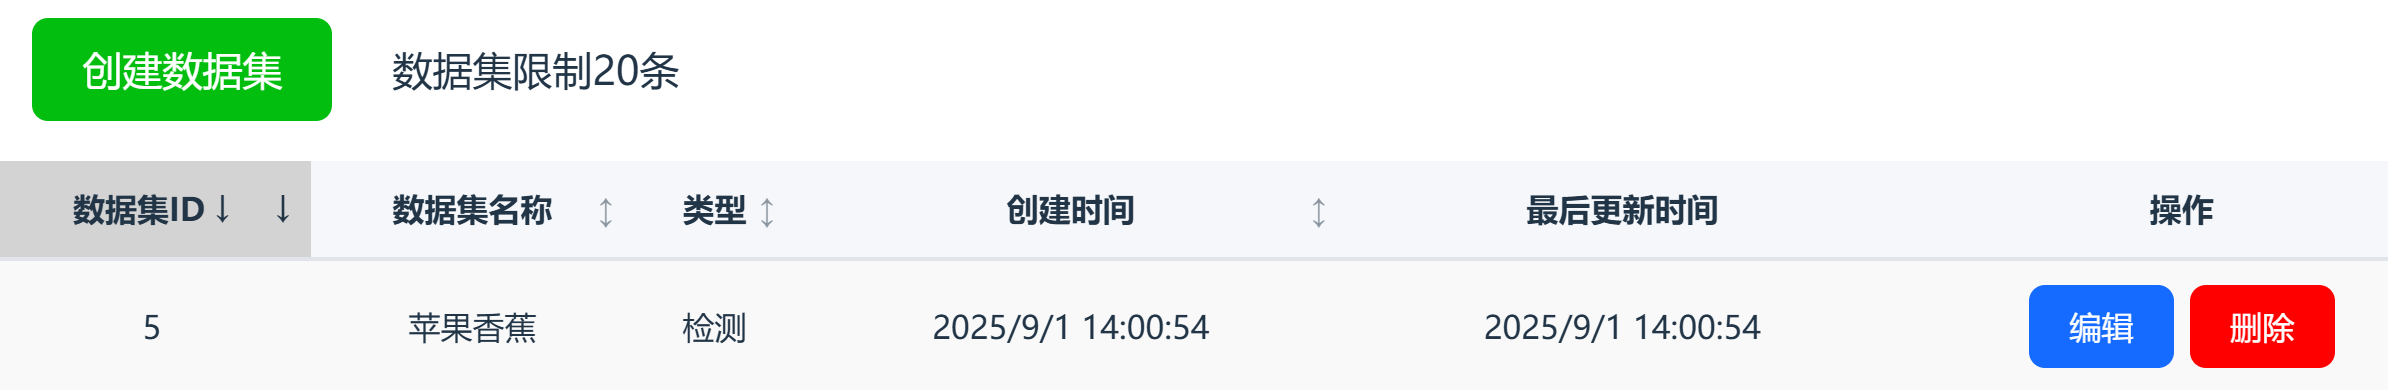 创建数据集 数据集限制20条
数据集ID↓ ↓ 数据集名称 ↕ 类型 ↕ 创建时间 ↕ 最后更新时间 操作
5 苹果香蕉 检测 2025/9/1 14:00:54 2025/9/1 14:00:54 编辑 删除